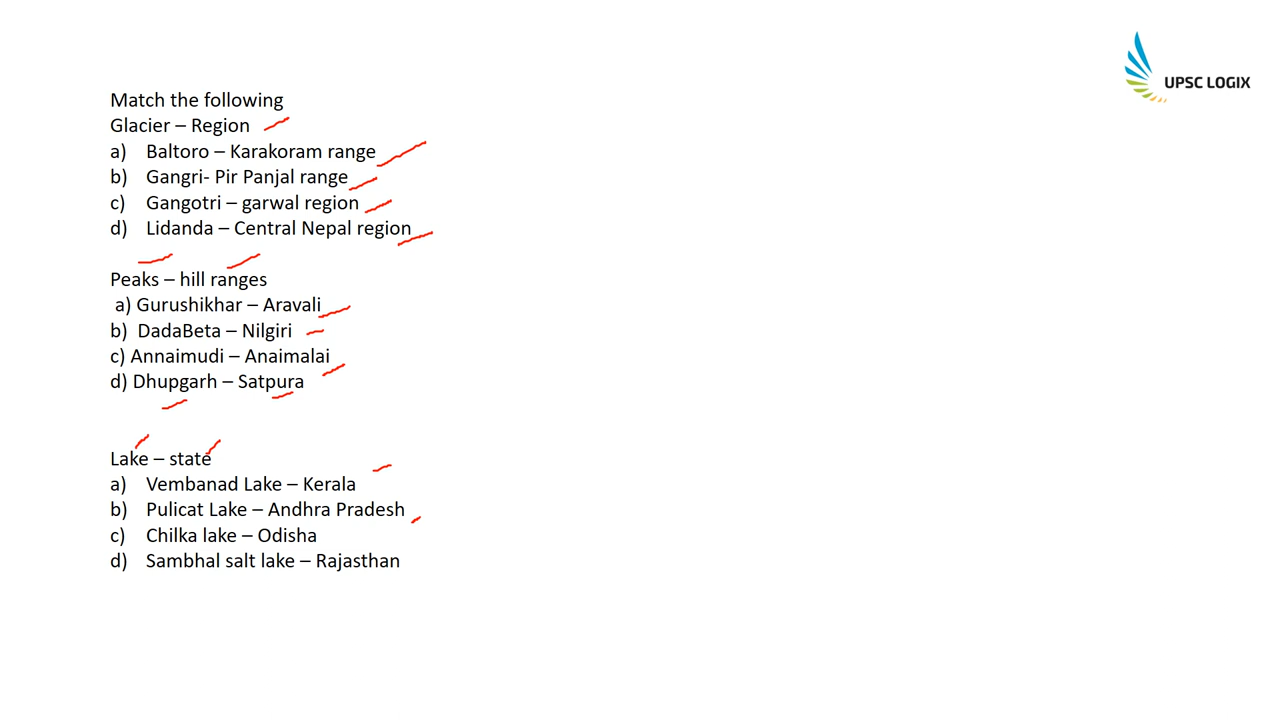 UPSC LOGIX
Match the following
Glacier – Region
a) Baltoro – Karakoram range
b) Gangri- Pir Panjal range
c) Gangotri – garwal region
d) Lidanda – Central Nepal region
Peaks – hill ranges
a) Gurushikhar – Aravali
b) DadaBeta – Nilgiri
c) Annaimudi – Anaimalai
d) Dhupgarh – Satpura
Lake – state
a) Vembanad Lake – Kerala
b) Pulicat Lake – Andhra Pradesh
c) Chilka lake – Odisha
d) Sambhal salt lake – Rajasthan